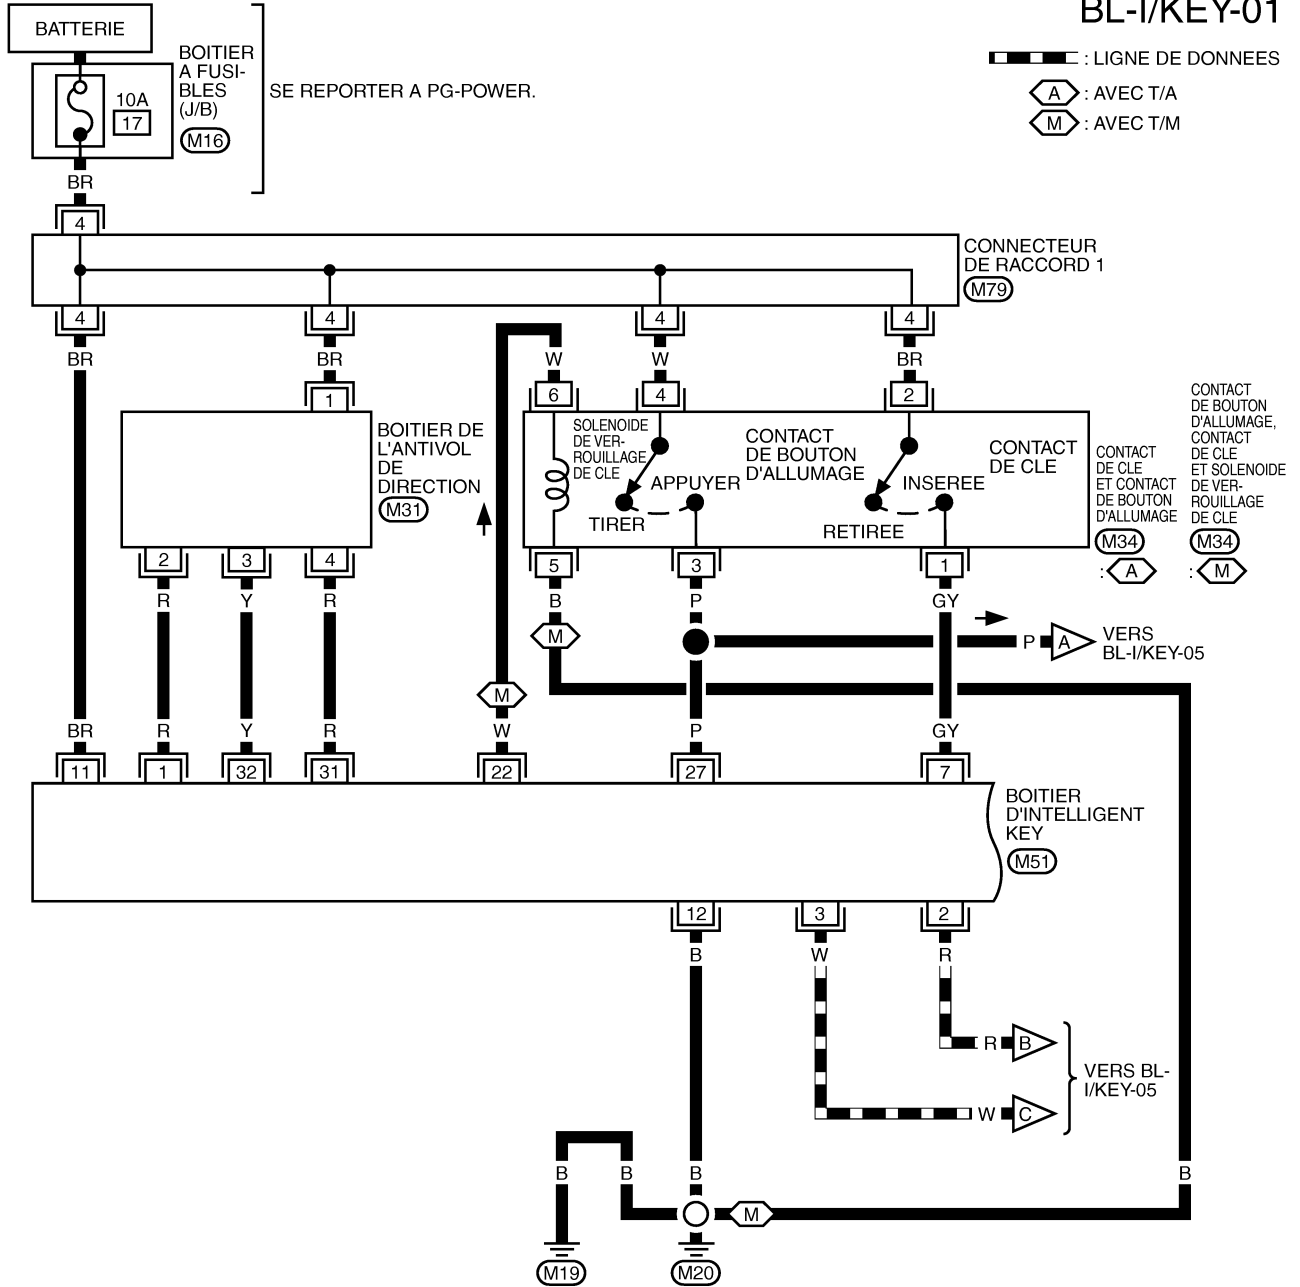 BL-I/KEY-01
BATTERIE
BOITIER
A FUSI-
BLES
(J/B)
M16
10A
17
SE REPORTER A PG-POWER.
: LIGNE DE DONNEES
A : AVEC T/A
M : AVEC T/M
BR
4
CONNECTEUR
DE RACCORD 1
M79
4 4 4 4
BR BR W W BR
1 6 4 2
BOITIER DE
L'ANTIVOL
DE
DIRECTION
M31
SOLENOIDE
DE VER-
ROUILLAGE
DE CLE
CONTACT
DE BOUTON
D'ALLUMAGE
APPUYER
TIRER
CONTACT
DE CLE
INSEREE
RETIREE
CONTACT
DE CLE
ET CONTACT
DE BOUTON
D'ALLUMAGE
M34
: A
CONTACT
DE BOUTON
D'ALLUMAGE,
CONTACT
DE CLE
ET SOLENOIDE
DE VER-
ROUILLAGE
DE CLE
M34
: M
2 3 4 5 3 1
R Y R B P GY
M
P A
VERS
BL-I/KEY-05
M
BR R Y R W P GY
11 1 32 31 22 27 7
BOITIER
D'INTELLIGENT
KEY
M51
12 3 2
B W R
R B
W C
VERS BL-
I/KEY-05
B B B B
M
M19 M20